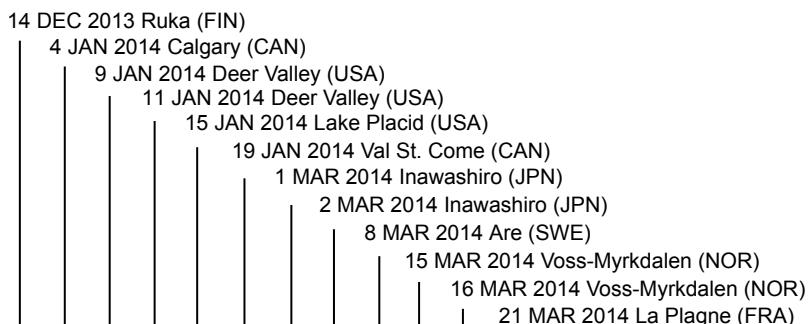 14 DEC 2013 Ruka (FIN)
4 JAN 2014 Calgary (CAN)
9 JAN 2014 Deer Valley (USA)
11 JAN 2014 Deer Valley (USA)
15 JAN 2014 Lake Placid (USA)
19 JAN 2014 Val St. Come (CAN)
1 MAR 2014 Inawashiro (JPN)
2 MAR 2014 Inawashiro (JPN)
8 MAR 2014 Are (SWE)
15 MAR 2014 Voss-Myrkdalen (NOR)
16 MAR 2014 Voss-Myrkdalen (NOR)
21 MAR 2014 La Plagne (FRA)